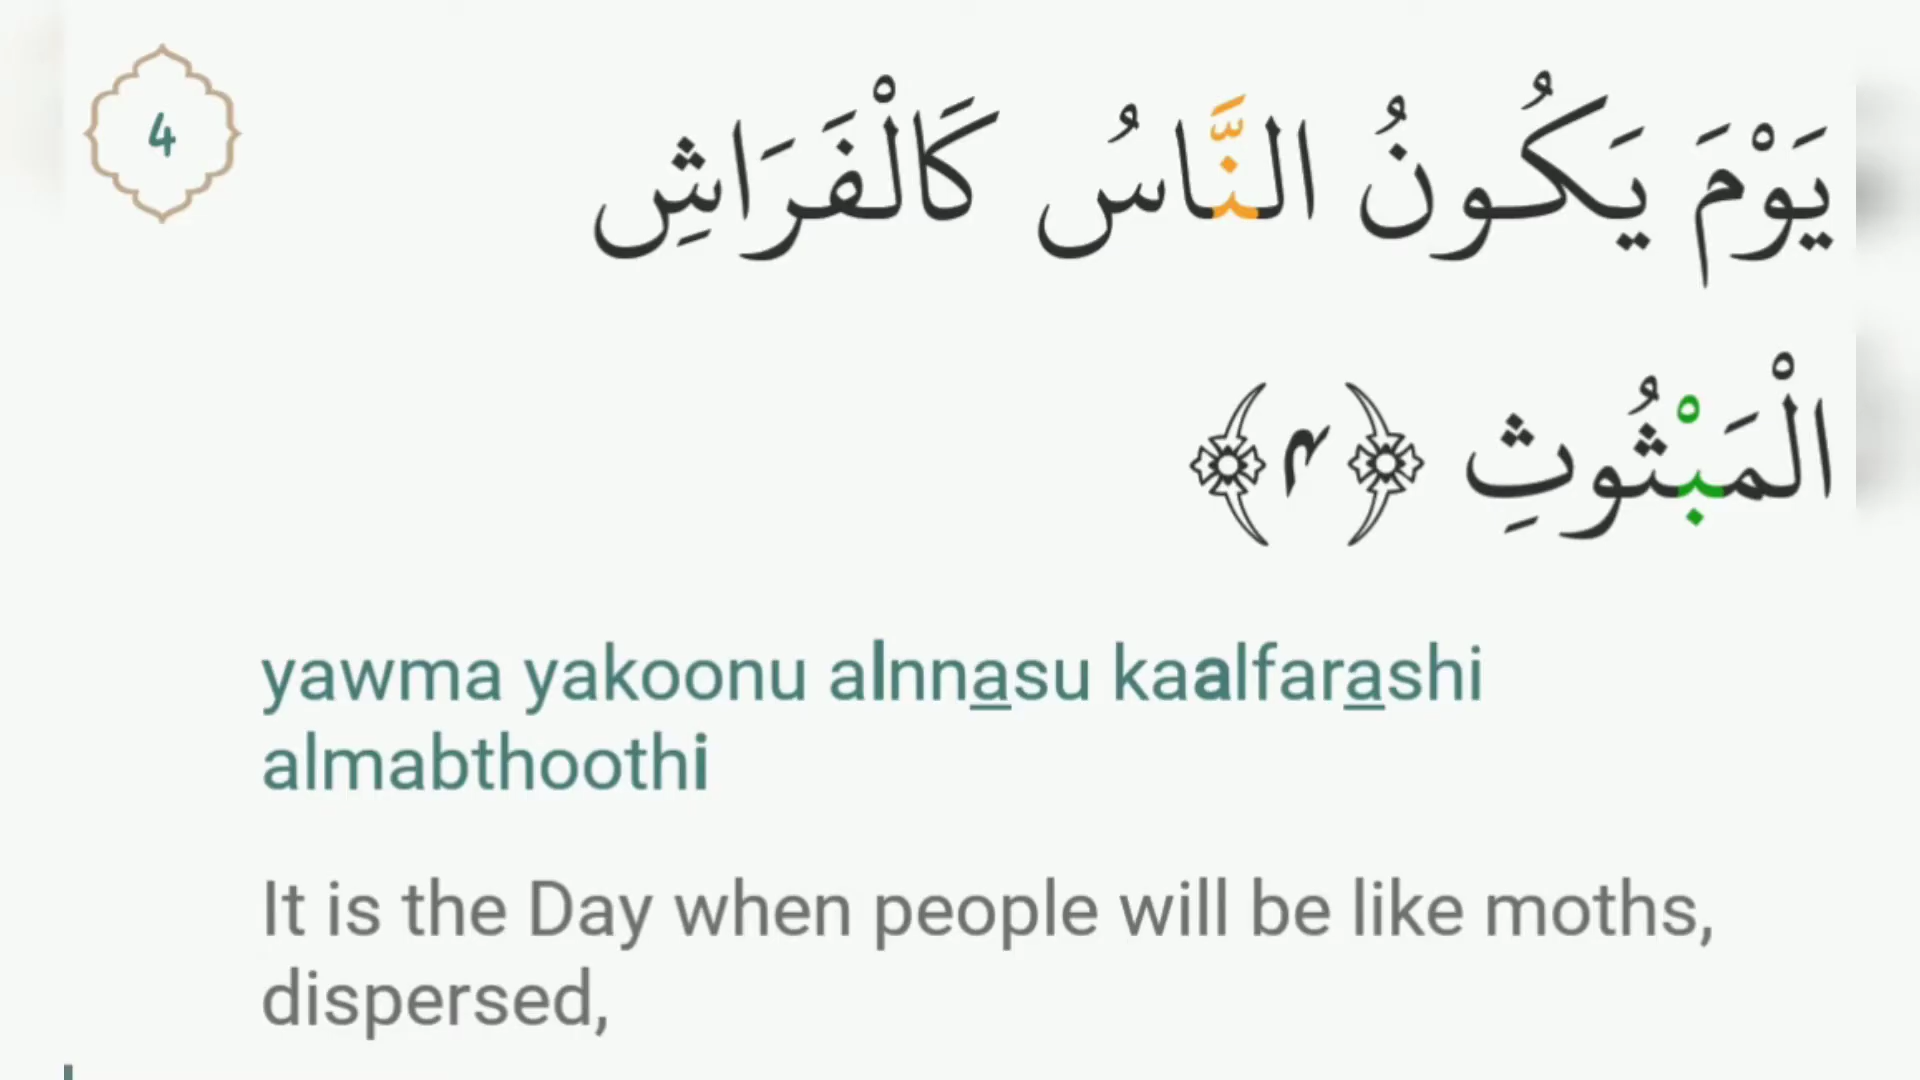 4
يَوْمَ يَكُونُ النَّاسُ كَالْفَرَاشِ
الْمَبْثُوثِ ﴿۴﴾
yawma yakoonu alnnasu kaalfarashi
almabthoothi
It is the Day when people will be like moths,
dispersed,